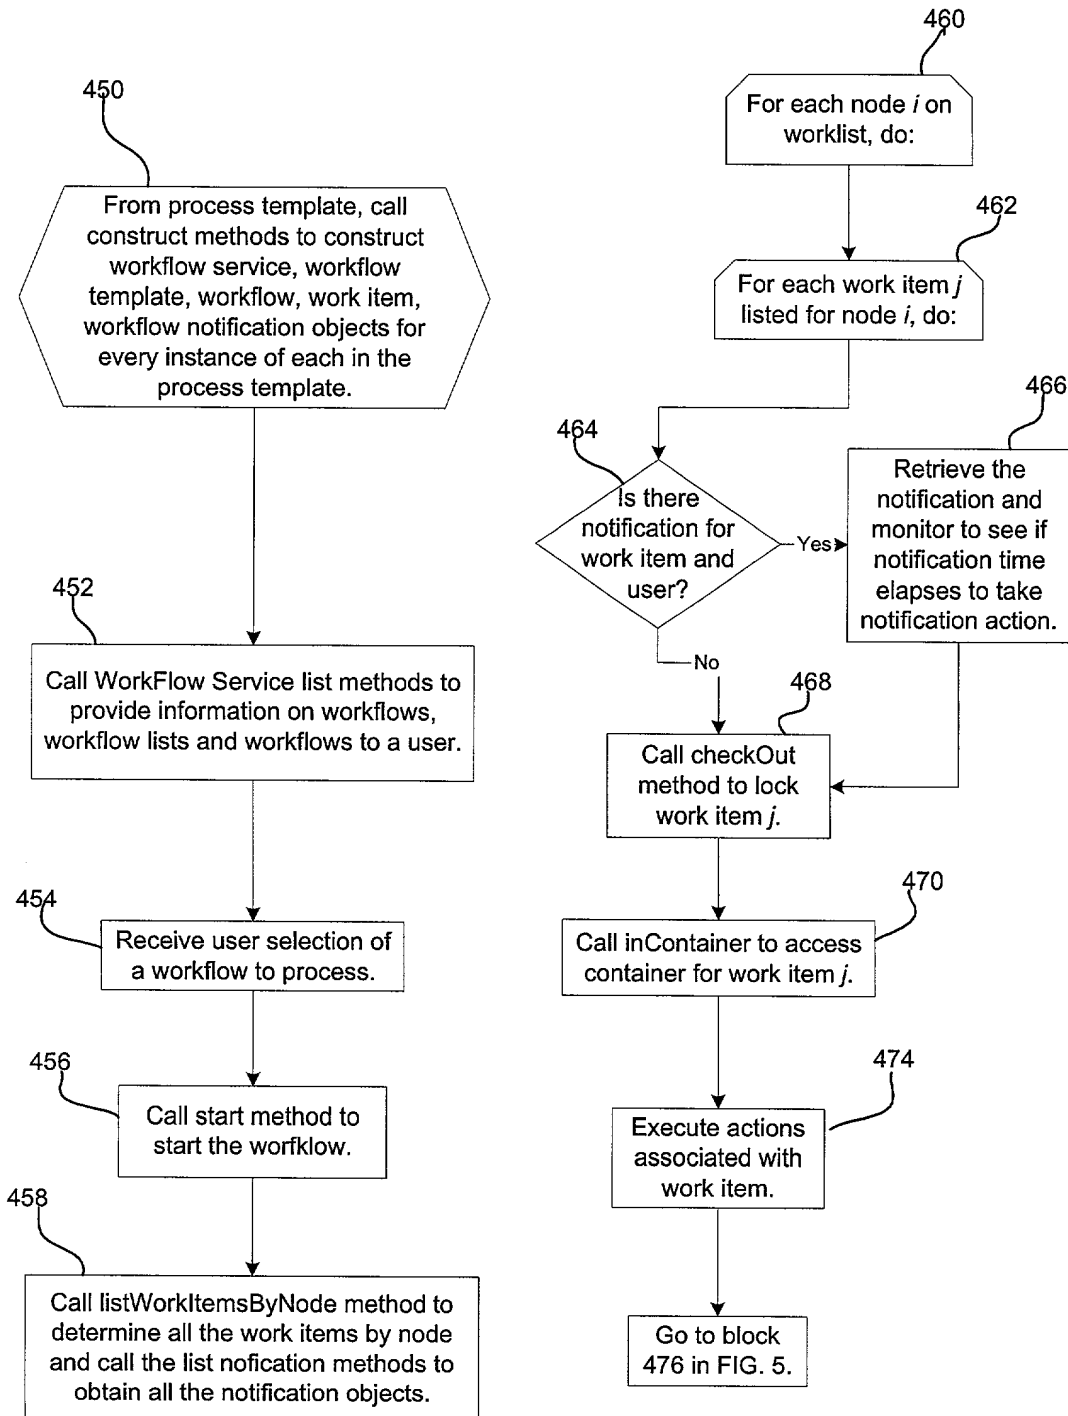 450
From process template, call
construct methods to construct
workflow service, workflow
template, workflow, work item,
workflow notification objects for
every instance of each in the
process template.
452
Call WorkFlow Service list methods to
provide information on workflows,
workflow lists and workflows to a user.
454
Receive user selection of
a workflow to process.
456
Call start method to
start the worfklow.
458
Call listWorkItemsByNode method to
determine all the work items by node
and call the list nofication methods to
obtain all the notification objects.
460
For each node i on
worklist, do:
462
For each work item j
listed for node i, do:
464
Is there
notification for
work item and
user?
Yes
No
466
Retrieve the
notification and
monitor to see if
notification time
elapses to take
notification action.
468
Call checkOut
method to lock
work item j.
470
Call inContainer to access
container for work item j.
474
Execute actions
associated with
work item.
Go to block
476 in FIG. 5.